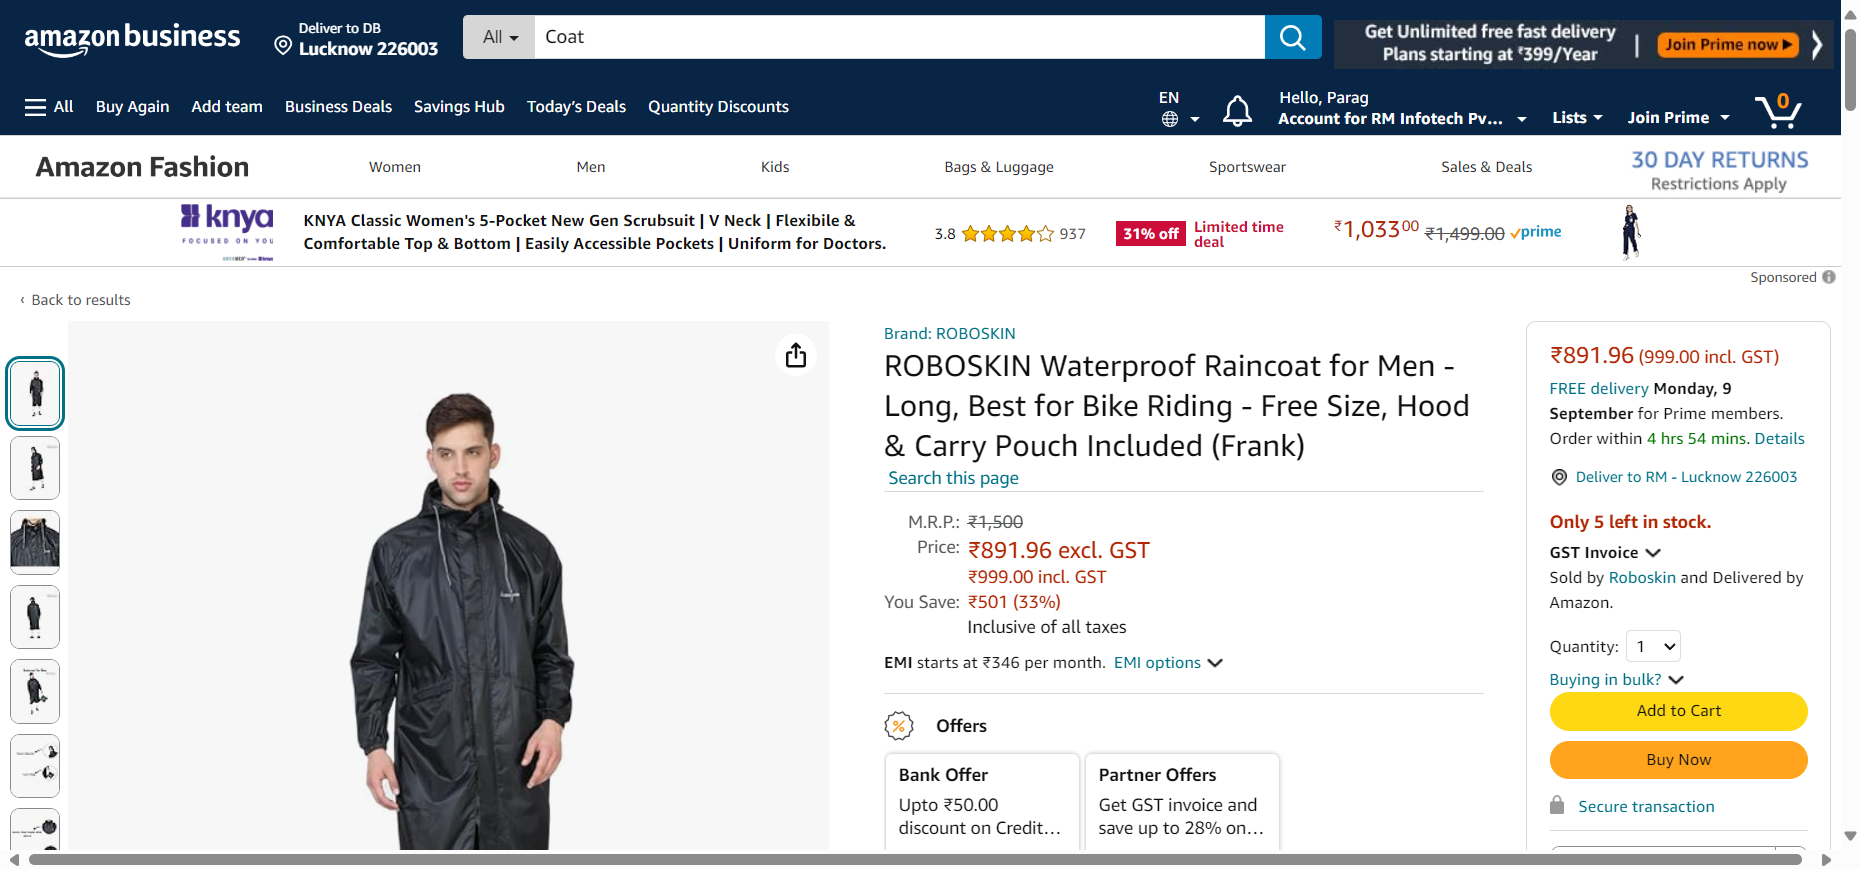 amazon business
Deliver to DB
Lucknow 226003
All
Coat
Get Unlimited free fast delivery
Plans starting at ₹399/Year
Join Prime now
All
Buy Again
Add team
Business Deals
Savings Hub
Today's Deals
Quantity Discounts
EN
Hello, Parag
Account for RM Infotech Pv...
Lists
Join Prime
0
Amazon Fashion
Women
Men
Kids
Bags & Luggage
Sportswear
Sales & Deals
30 DAY RETURNS
Restrictions Apply
knya
FOCUSED ON YOU
KNYA Classic Women's 5-Pocket New Gen Scrubsuit | V Neck | Flexibile &
Comfortable Top & Bottom | Easily Accessible Pockets | Uniform for Doctors.
3.8
937
31% off
Limited time
deal
₹1,033⁰⁰
₹1,499.00
prime
Sponsored
‹ Back to results
Brand: ROBOSKIN
ROBOSKIN Waterproof Raincoat for Men -
Long, Best for Bike Riding - Free Size, Hood
& Carry Pouch Included (Frank)
Search this page
M.R.P.: ₹1,500
Price: ₹891.96 excl. GST
₹999.00 incl. GST
You Save: ₹501 (33%)
Inclusive of all taxes
EMI starts at ₹346 per month. EMI options
Offers
Bank Offer
Upto ₹50.00
discount on Credit...
Partner Offers
Get GST invoice and
save up to 28% on...
₹891.96 (999.00 incl. GST)
FREE delivery Monday, 9
September for Prime members.
Order within 4 hrs 54 mins. Details
Deliver to RM - Lucknow 226003
Only 5 left in stock.
GST Invoice
Sold by Roboskin and Delivered by
Amazon.
Quantity: 1
Buying in bulk?
Add to Cart
Buy Now
Secure transaction